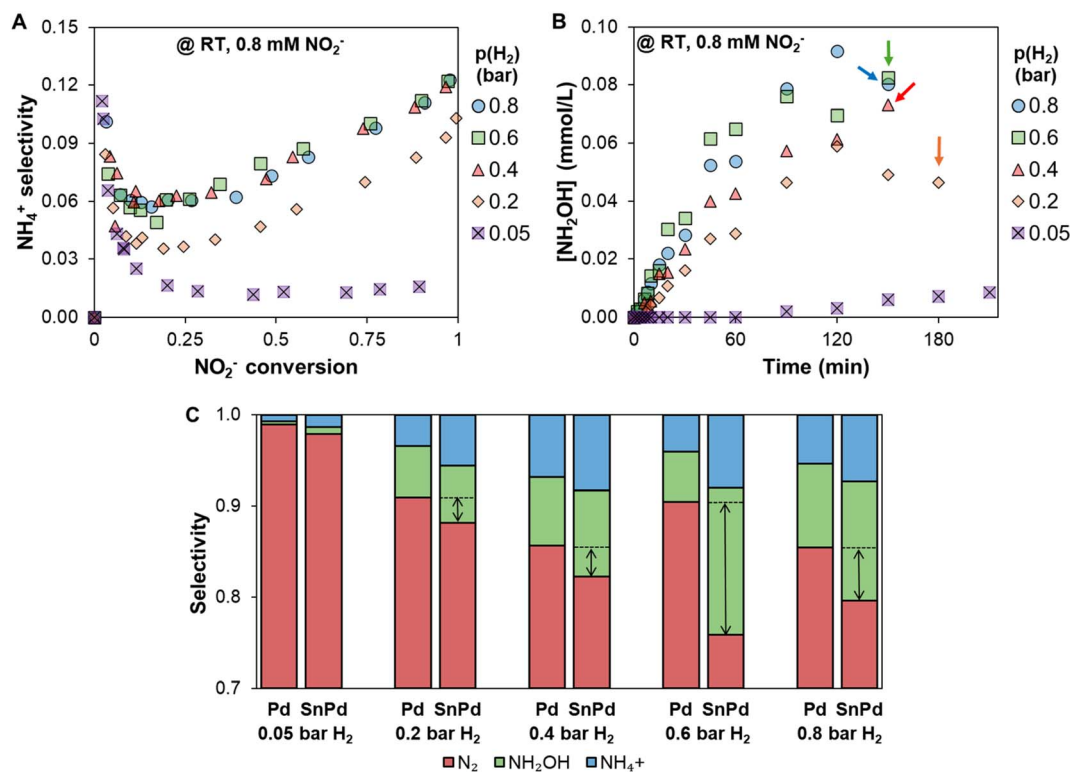 A
@ RT, 0.8 mM NO₂⁻
p(H₂)
(bar)
0.8
0.6
0.4
0.2
0.05
NH₄⁺ selectivity
0.15
0.12
0.09
0.06
0.03
0.00
0
0.25
0.5
0.75
1
NO₂⁻ conversion
B
@ RT, 0.8 mM NO₂⁻
p(H₂)
(bar)
0.8
0.6
0.4
0.2
0.05
[NH₂OH] (mmol/L)
0.10
0.08
0.06
0.04
0.02
0.00
0
60
120
180
Time (min)
C
Selectivity
1.0
0.9
0.8
0.7
Pd SnPd Pd SnPd Pd SnPd Pd SnPd Pd SnPd
0.05 bar H₂ 0.2 bar H₂ 0.4 bar H₂ 0.6 bar H₂ 0.8 bar H₂
N₂ NH₂OH NH₄+